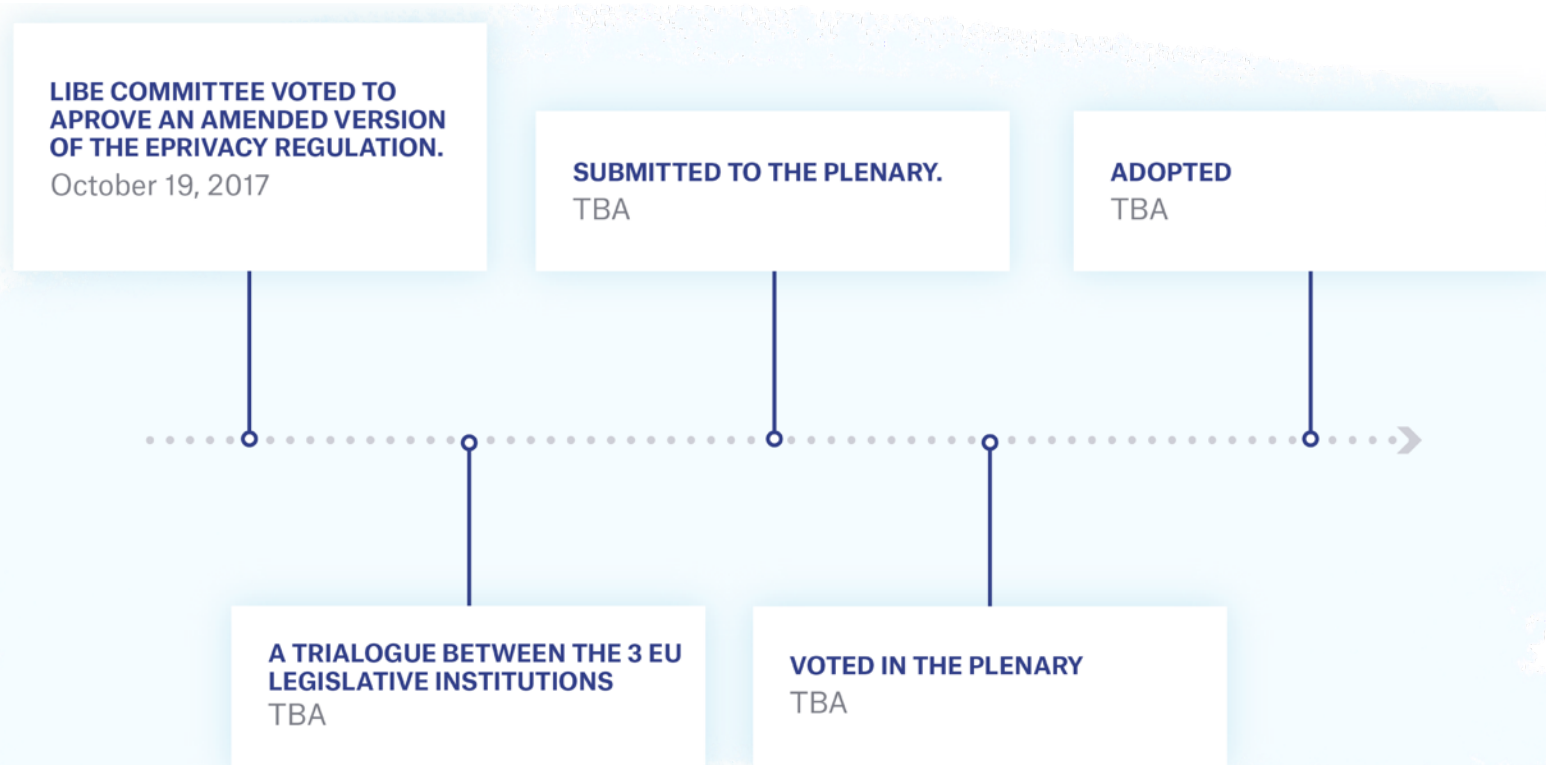 LIBE COMMITTEE VOTED TO
APROVE AN AMENDED VERSION
OF THE EPRIVACY REGULATION.
October 19, 2017
A TRIALOGUE BETWEEN THE 3 EU
LEGISLATIVE INSTITUTIONS
TBA
SUBMITTED TO THE PLENARY.
TBA
VOTED IN THE PLENARY
TBA
ADOPTED
TBA